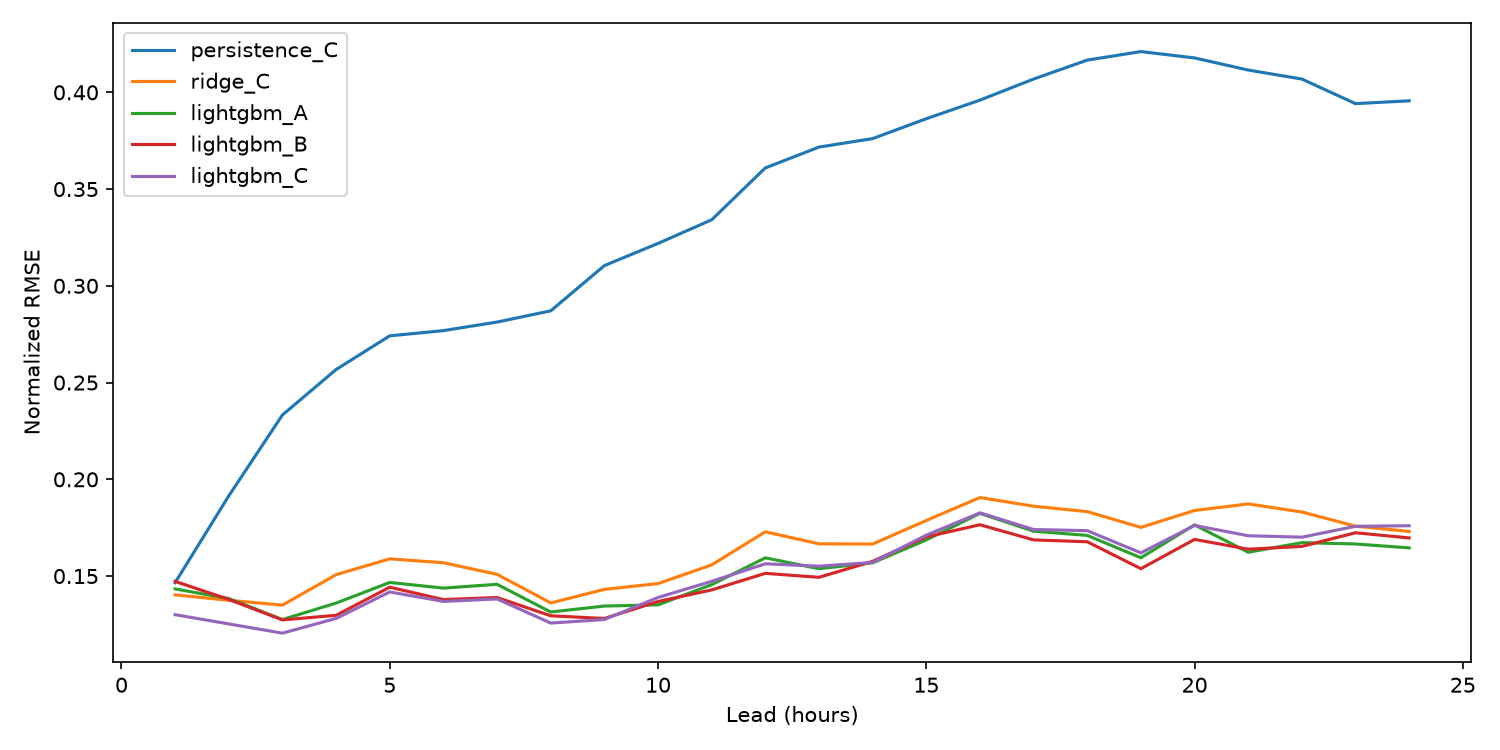 persistence_C
ridge_C
lightgbm_A
lightgbm_B
lightgbm_C
Normalized RMSE
0.40
0.35
0.30
0.25
0.20
0.15
0 5 10 15 20 25
Lead (hours)